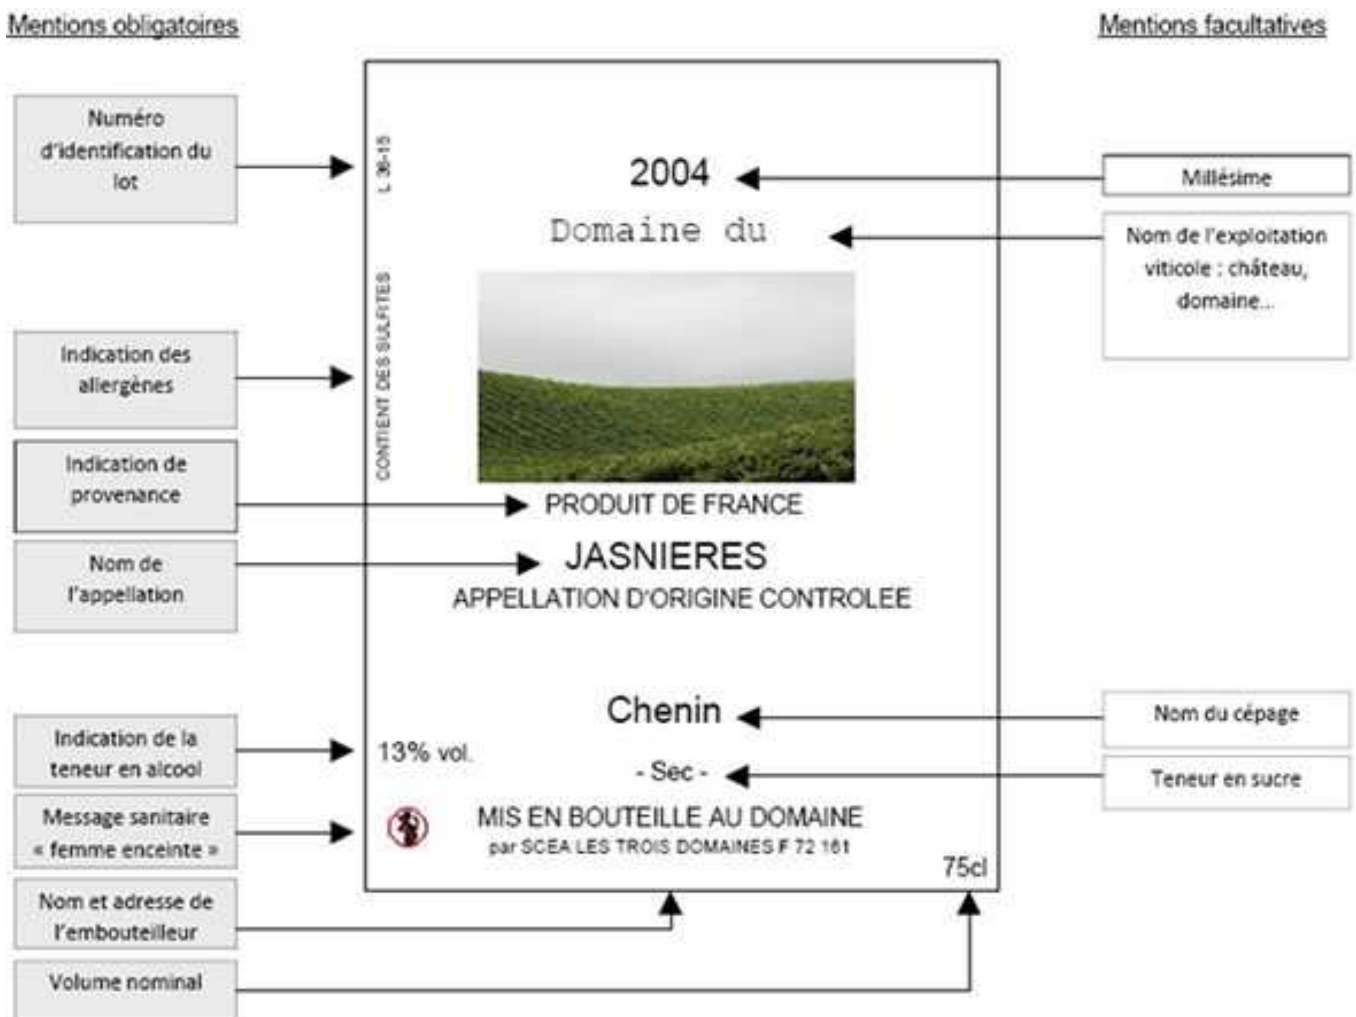 Mentions obligatoires
Mentions facultatives
Numéro
d'identification du
lot
Indication des
allergènes
Indication de
provenance
Nom de
l'appellation
Indication de la
teneur en alcool
Message sanitaire
« femme enceinte »
Nom et adresse de
l'embouteilleur
Volume nominal
L 36-15
CONTIENT DES SULFITES
2004
Domaine du
PRODUIT DE FRANCE
JASNIERES
APPELLATION D'ORIGINE CONTROLEE
Chenin
13% vol.
- Sec -
MIS EN BOUTEILLE AU DOMAINE
par SCEA LES TROIS DOMAINES F 72 161
75cl
Millésime
Nom de l'exploitation
viticole : château,
domaine...
Nom du cépage
Teneur en sucre